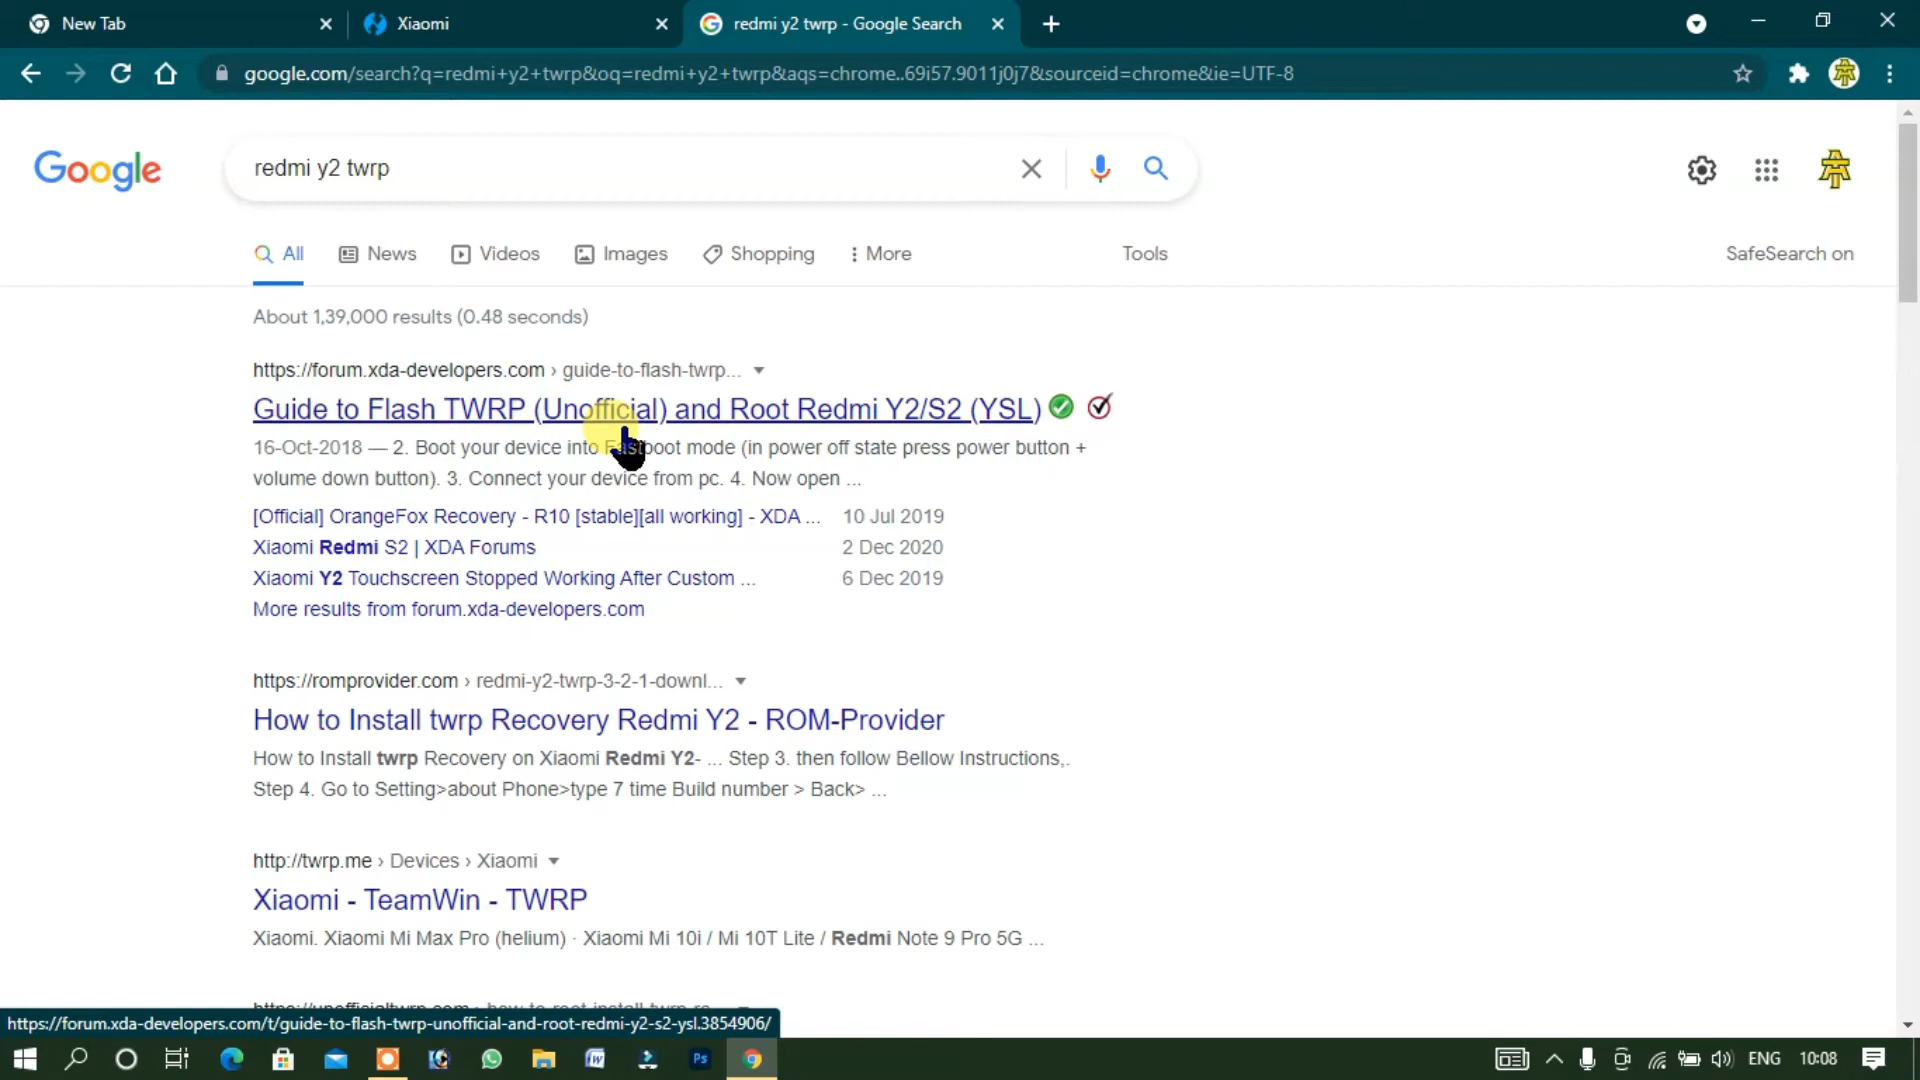 New Tab
Xiaomi
redmi y2 twrp - Google Search
google.com/search?q=redmi+y2+twrp&oq=redmi+y2+twrp&aqs=chrome..69i57.9011j0j7&sourceid=chrome&ie=UTF-8
Google
redmi y2 twrp
All
News
Videos
Images
Shopping
More
Tools
SafeSearch on
About 1,39,000 results (0.48 seconds)
https://forum.xda-developers.com › guide-to-flash-twrp...
Guide to Flash TWRP (Unofficial) and Root Redmi Y2/S2 (YSL)
16-Oct-2018 — 2. Boot your device into Fastboot mode (in power off state press power button +
volume down button). 3. Connect your device from pc. 4. Now open ...
[Official] OrangeFox Recovery - R10 [stable][all working] - XDA ... 10 Jul 2019
Xiaomi Redmi S2 | XDA Forums 2 Dec 2020
Xiaomi Y2 Touchscreen Stopped Working After Custom ... 6 Dec 2019
More results from forum.xda-developers.com
https://romprovider.com › redmi-y2-twrp-3-2-1-downl...
How to Install twrp Recovery Redmi Y2 - ROM-Provider
How to Install twrp Recovery on Xiaomi Redmi Y2- ... Step 3. then follow Bellow Instructions,.
Step 4. Go to Setting>about Phone>type 7 time Build number > Back> ...
http://twrp.me › Devices › Xiaomi
Xiaomi - TeamWin - TWRP
Xiaomi. Xiaomi Mi Max Pro (helium) · Xiaomi Mi 10i / Mi 10T Lite / Redmi Note 9 Pro 5G ...
https://forum.xda-developers.com/t/guide-to-flash-twrp-unofficial-and-root-redmi-y2-s2-ysl.3854906/
Ps
ENG
10:08